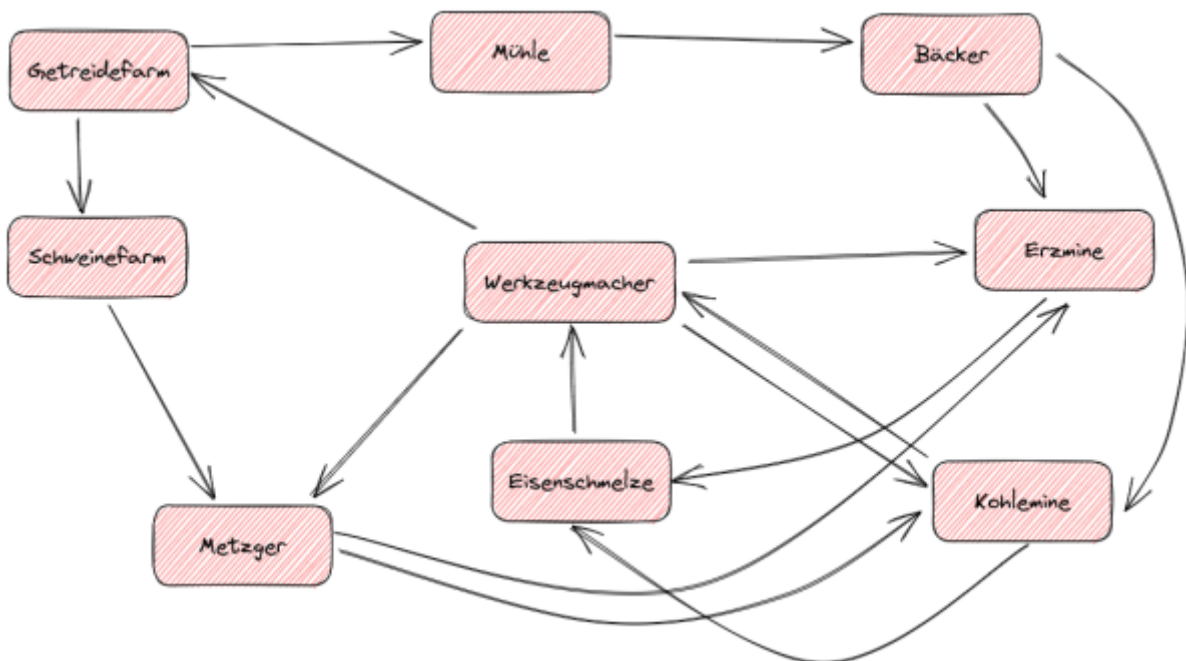 Getreidefarm
Mühle
Bäcker
Schweinefarm
Werkzeugmacher
Erzmine
Eisenschmelze
Kohlemine
Metzger